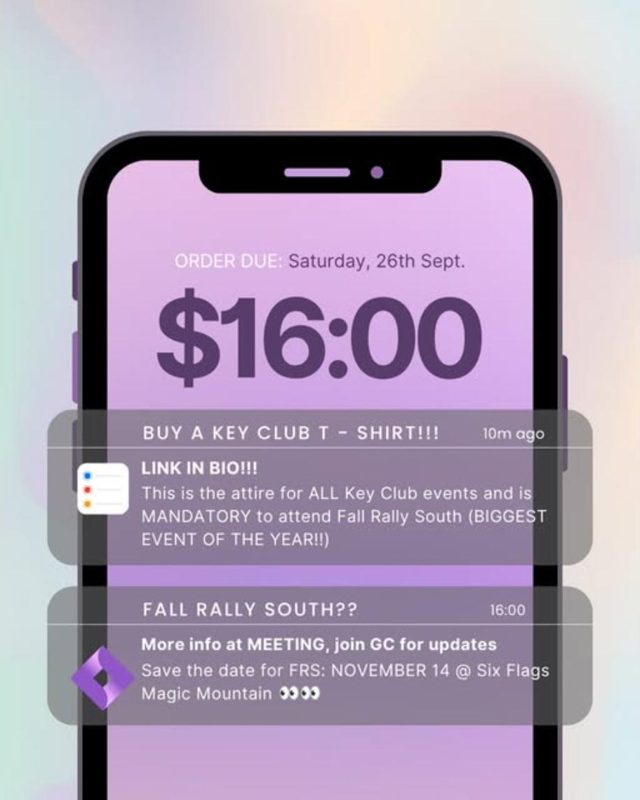 ORDER DUE: Saturday, 26th Sept.
$16:00
BUY A KEY CLUB T - SHIRT!!! 10m ago
LINK IN BIO!!!
This is the attire for ALL Key Club events and is
MANDATORY to attend Fall Rally South (BIGGEST
EVENT OF THE YEAR!!)
FALL RALLY SOUTH?? 16:00
More info at MEETING, join GC for updates
Save the date for FRS: NOVEMBER 14 @ Six Flags
Magic Mountain 👀👀